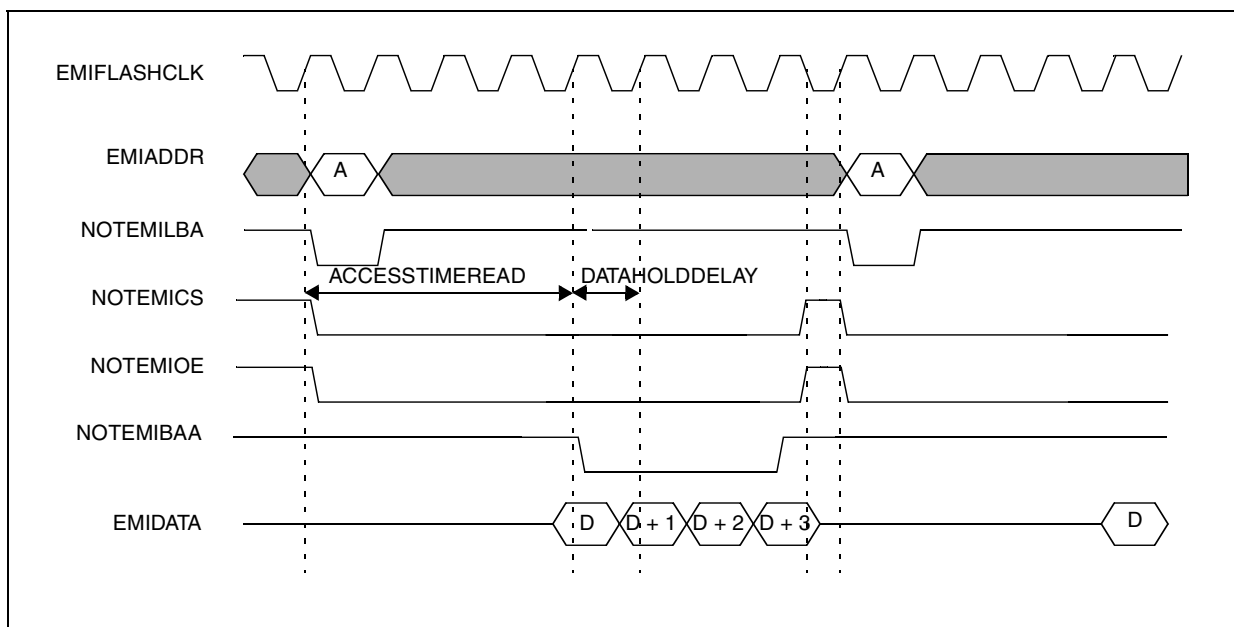 EMIFLASHCLK
EMIADDR
A
A
NOTEMILBA
ACCESSTIMEREAD
DATAHOLDDELAY
NOTEMICS
NOTEMIOE
NOTEMIBAA
EMIDATA
D
D + 1
D + 2
D + 3
D